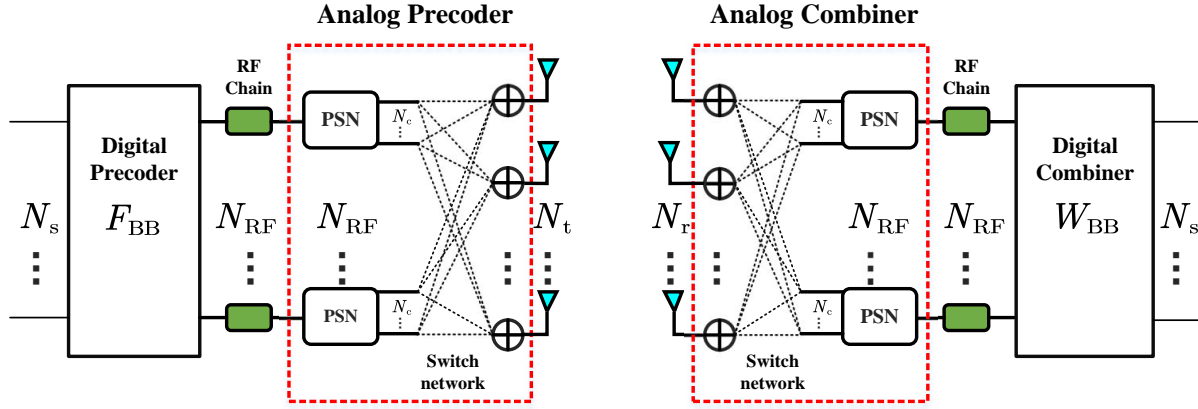 Analog Precoder
Analog Combiner
RF
Chain
RF
Chain
PSN
N_c
N_c
PSN
Digital
Precoder
F_BB
Digital
Combiner
W_BB
N_s
N_RF
N_RF
N_t
N_r
N_RF
N_RF
N_s
PSN
N_c
N_c
PSN
Switch
network
Switch
network